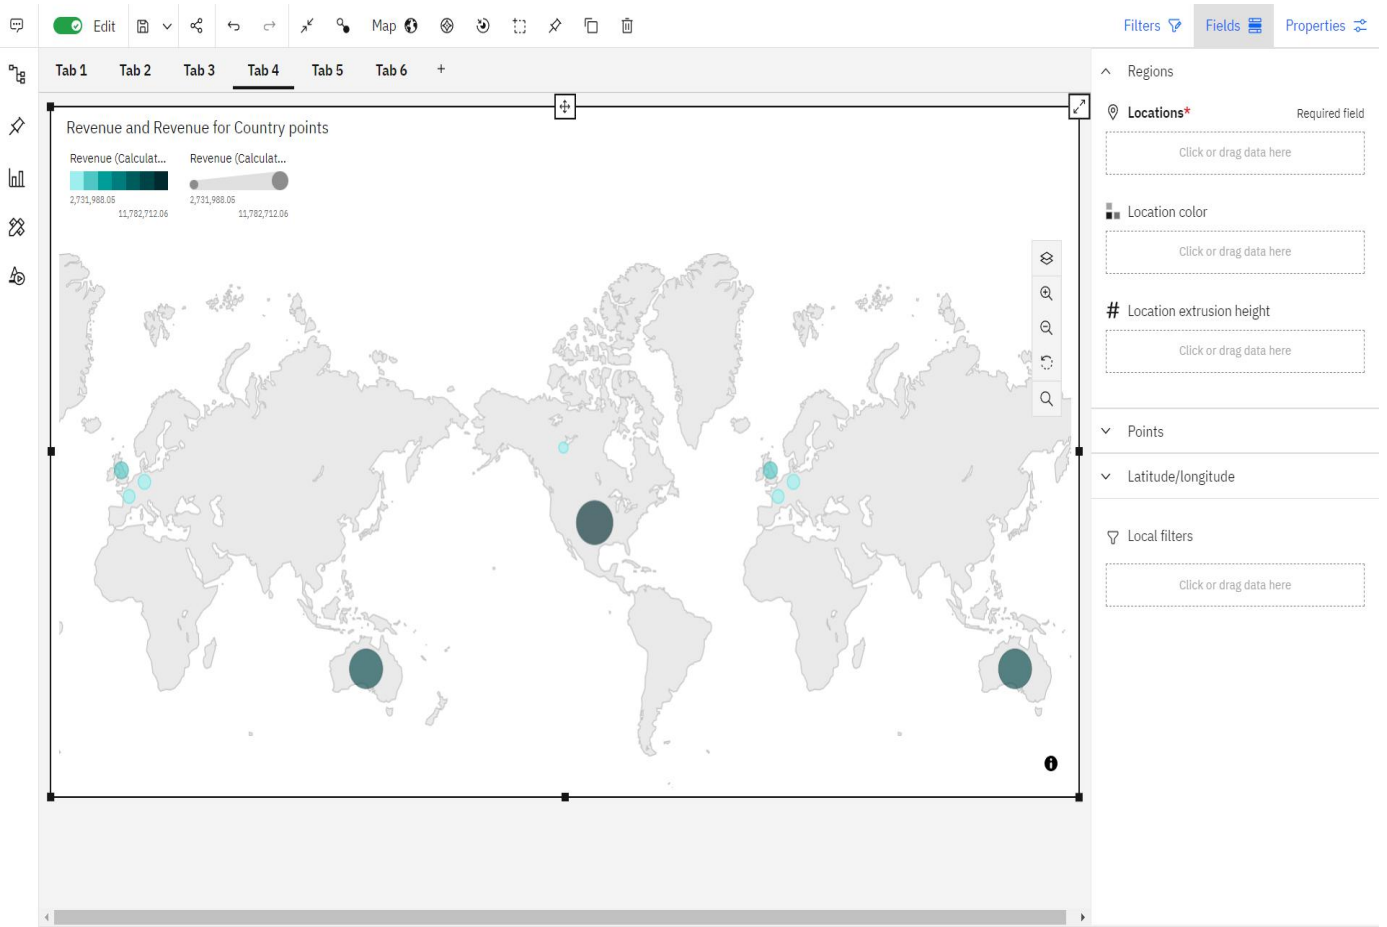 Edit
Map
Filters
Fields
Properties
Tab 1
Tab 2
Tab 3
Tab 4
Tab 5
Tab 6
+
Revenue and Revenue for Country points
Revenue (Calculat...
2,731,988.05
11,782,712.06
Revenue (Calculat...
2,731,988.05
11,782,712.06
Regions
Locations*
Required field
Click or drag data here
Location color
Click or drag data here
# Location extrusion height
Click or drag data here
Points
Latitude/longitude
Local filters
Click or drag data here